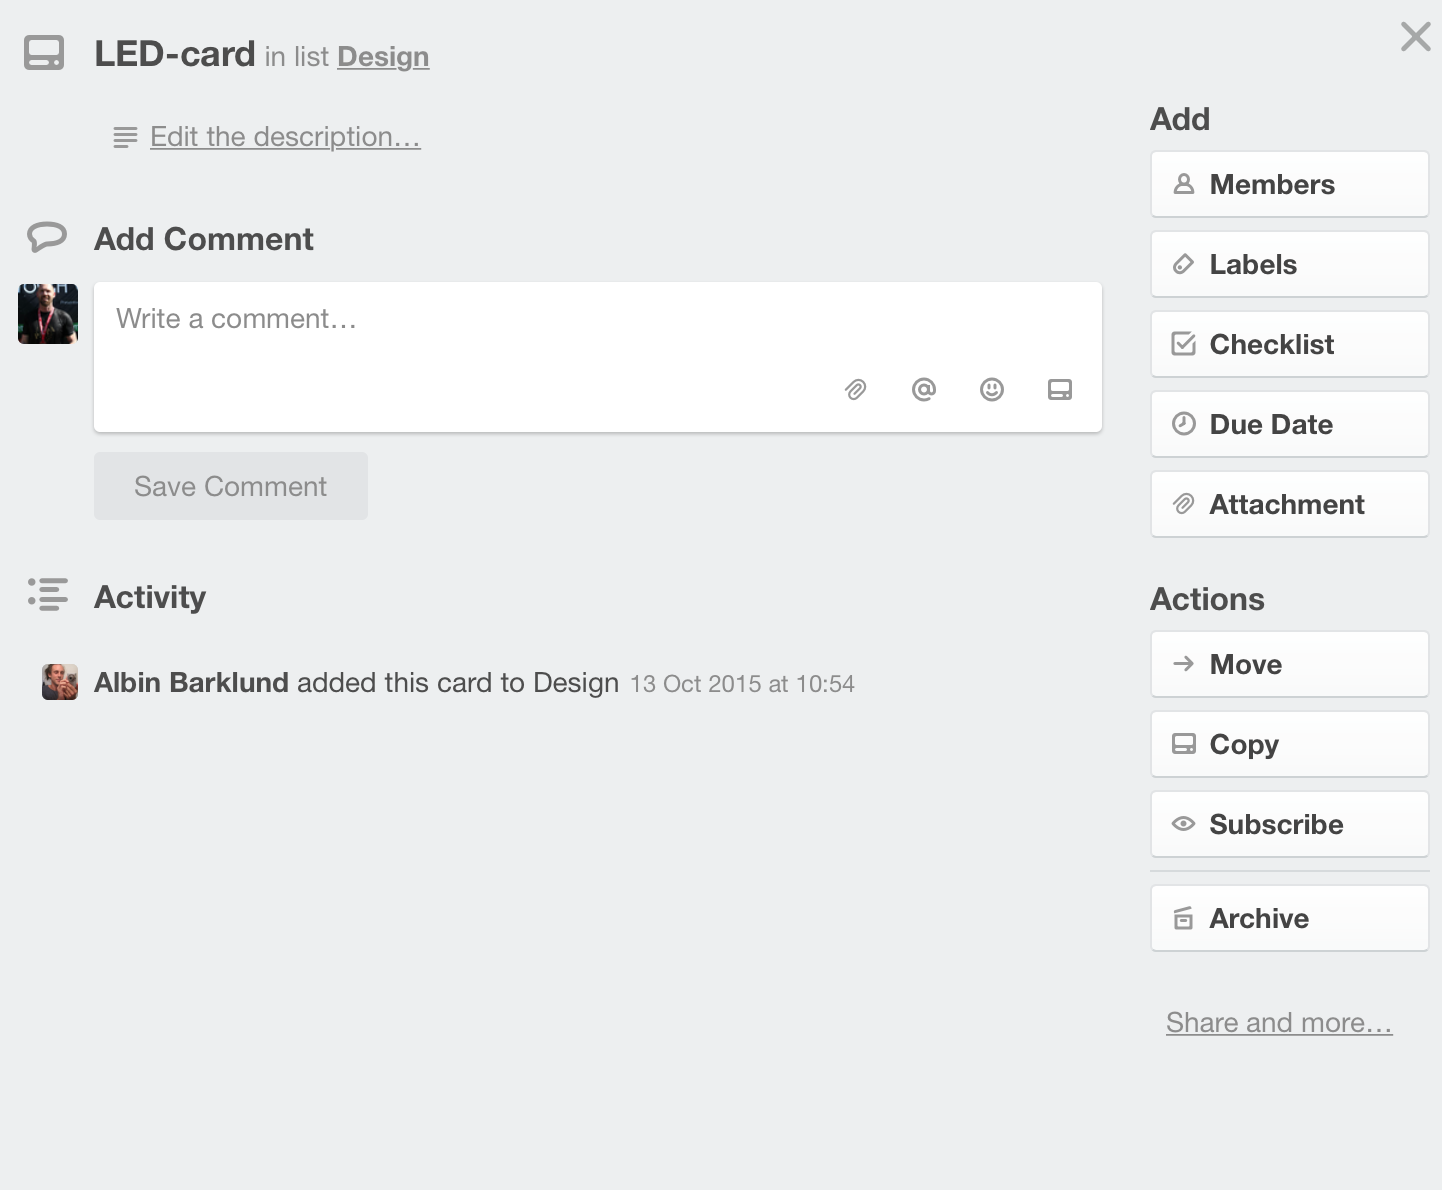 LED-card in list Design
Edit the description…
Add Comment
Write a comment…
Save Comment
Activity
Albin Barklund added this card to Design 13 Oct 2015 at 10:54
Add
Members
Labels
Checklist
Due Date
Attachment
Actions
Move
Copy
Subscribe
Archive
Share and more…